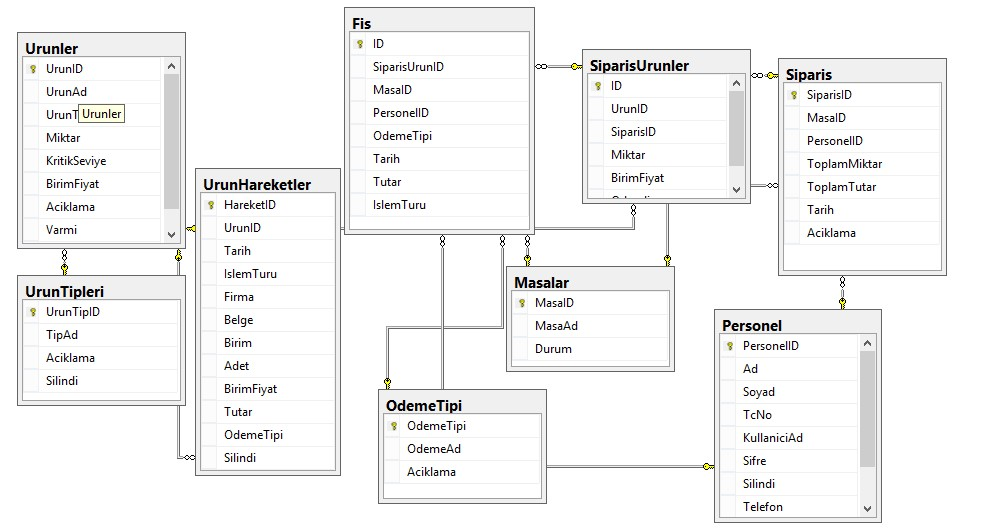 Urunler
UrunID
UrunAd
UrunT
Urunler
Miktar
KritikSeviye
BirimFiyat
Aciklama
Varmi
UrunTipleri
UrunTipID
TipAd
Aciklama
Silindi
UrunHareketler
HareketID
UrunID
Tarih
IslemTuru
Firma
Belge
Birim
Adet
BirimFiyat
Tutar
OdemeTipi
Silindi
Fis
ID
SiparisUrunID
MasaID
PersonelID
OdemeTipi
Tarih
Tutar
IslemTuru
SiparisUrunler
ID
UrunID
SiparisID
Miktar
BirimFiyat
Siparis
SiparisID
MasaID
PersonelID
ToplamMiktar
ToplamTutar
Tarih
Aciklama
Masalar
MasaID
MasaAd
Durum
OdemeTipi
OdemeTipi
OdemeAd
Aciklama
Personel
PersonelID
Ad
Soyad
TcNo
KullaniciAd
Sifre
Silindi
Telefon